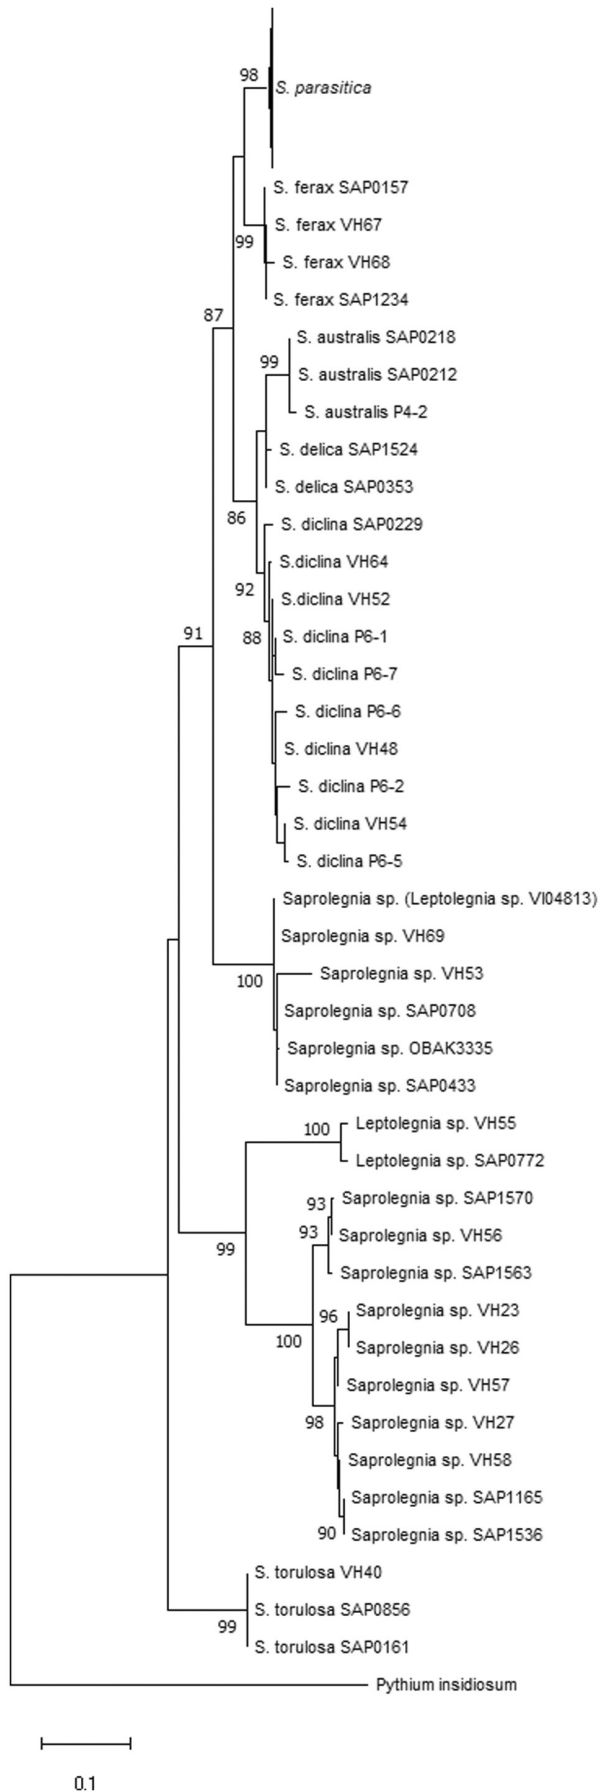 98
S. parasitica
S. ferax SAP0157
S. ferax VH67
99
S. ferax VH68
S. ferax SAP1234
87
S. australis SAP0218
99
S. australis SAP0212
S. australis P4-2
S. delica SAP1524
S. delica SAP0353
86
S. diclina SAP0229
S.diclina VH64
92
S.diclina VH52
88
S. diclina P6-1
91
S. diclina P6-7
S. diclina P6-6
S. diclina VH48
S. diclina P6-2
S. diclina VH54
S. diclina P6-5
Saprolegnia sp. (Leptolegnia sp. VI04813)
Saprolegnia sp. VH69
Saprolegnia sp. VH53
100
Saprolegnia sp. SAP0708
Saprolegnia sp. OBAK3335
Saprolegnia sp. SAP0433
Leptolegnia sp. VH55
100
Leptolegnia sp. SAP0772
Saprolegnia sp. SAP1570
93
93
Saprolegnia sp. VH56
99
Saprolegnia sp. SAP1563
Saprolegnia sp. VH23
96
100
Saprolegnia sp. VH26
Saprolegnia sp. VH57
98
Saprolegnia sp. VH27
Saprolegnia sp. VH58
Saprolegnia sp. SAP1165
90
Saprolegnia sp. SAP1536
S. torulosa VH40
S. torulosa SAP0856
99
S. torulosa SAP0161
Pythium insidiosum
0.1